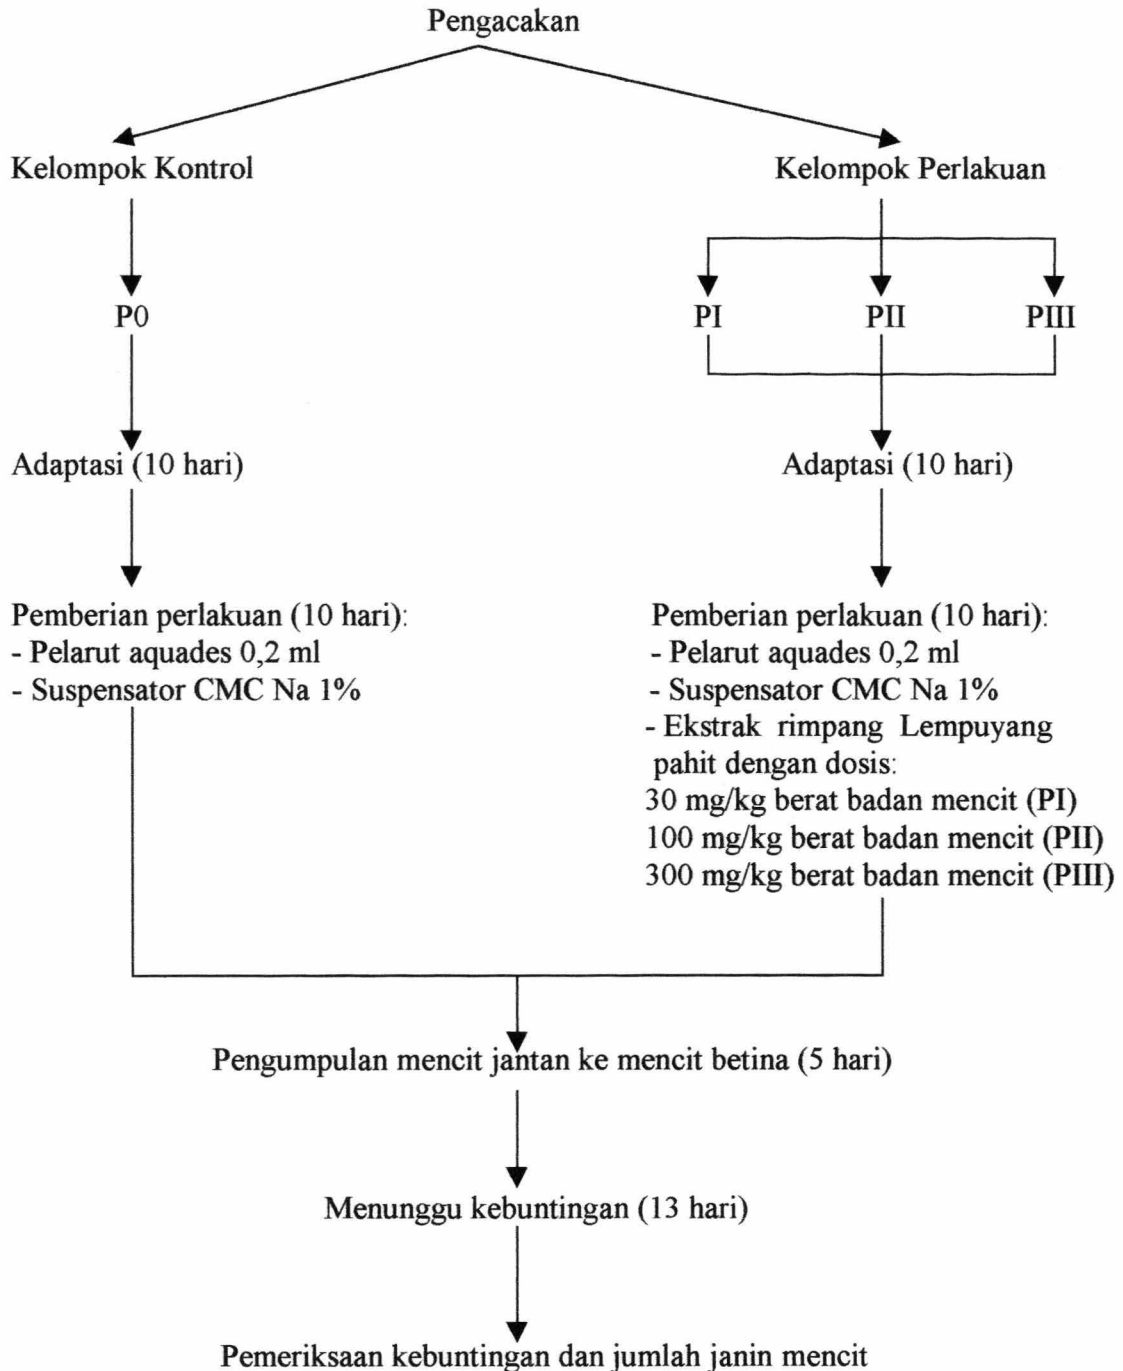 Pengacakan
Kelompok Kontrol
Kelompok Perlakuan
P0
PI
PII
PIII
Adaptasi (10 hari)
Adaptasi (10 hari)
Pemberian perlakuan (10 hari):
- Pelarut aquades 0,2 ml
- Suspensator CMC Na 1%
Pemberian perlakuan (10 hari):
- Pelarut aquades 0,2 ml
- Suspensator CMC Na 1%
- Ekstrak rimpang Lempuyang
pahit dengan dosis:
30 mg/kg berat badan mencit (PI)
100 mg/kg berat badan mencit (PII)
300 mg/kg berat badan mencit (PIII)
Pengumpulan mencit jantan ke mencit betina (5 hari)
Menunggu kebuntingan (13 hari)
Pemeriksaan kebuntingan dan jumlah janin mencit